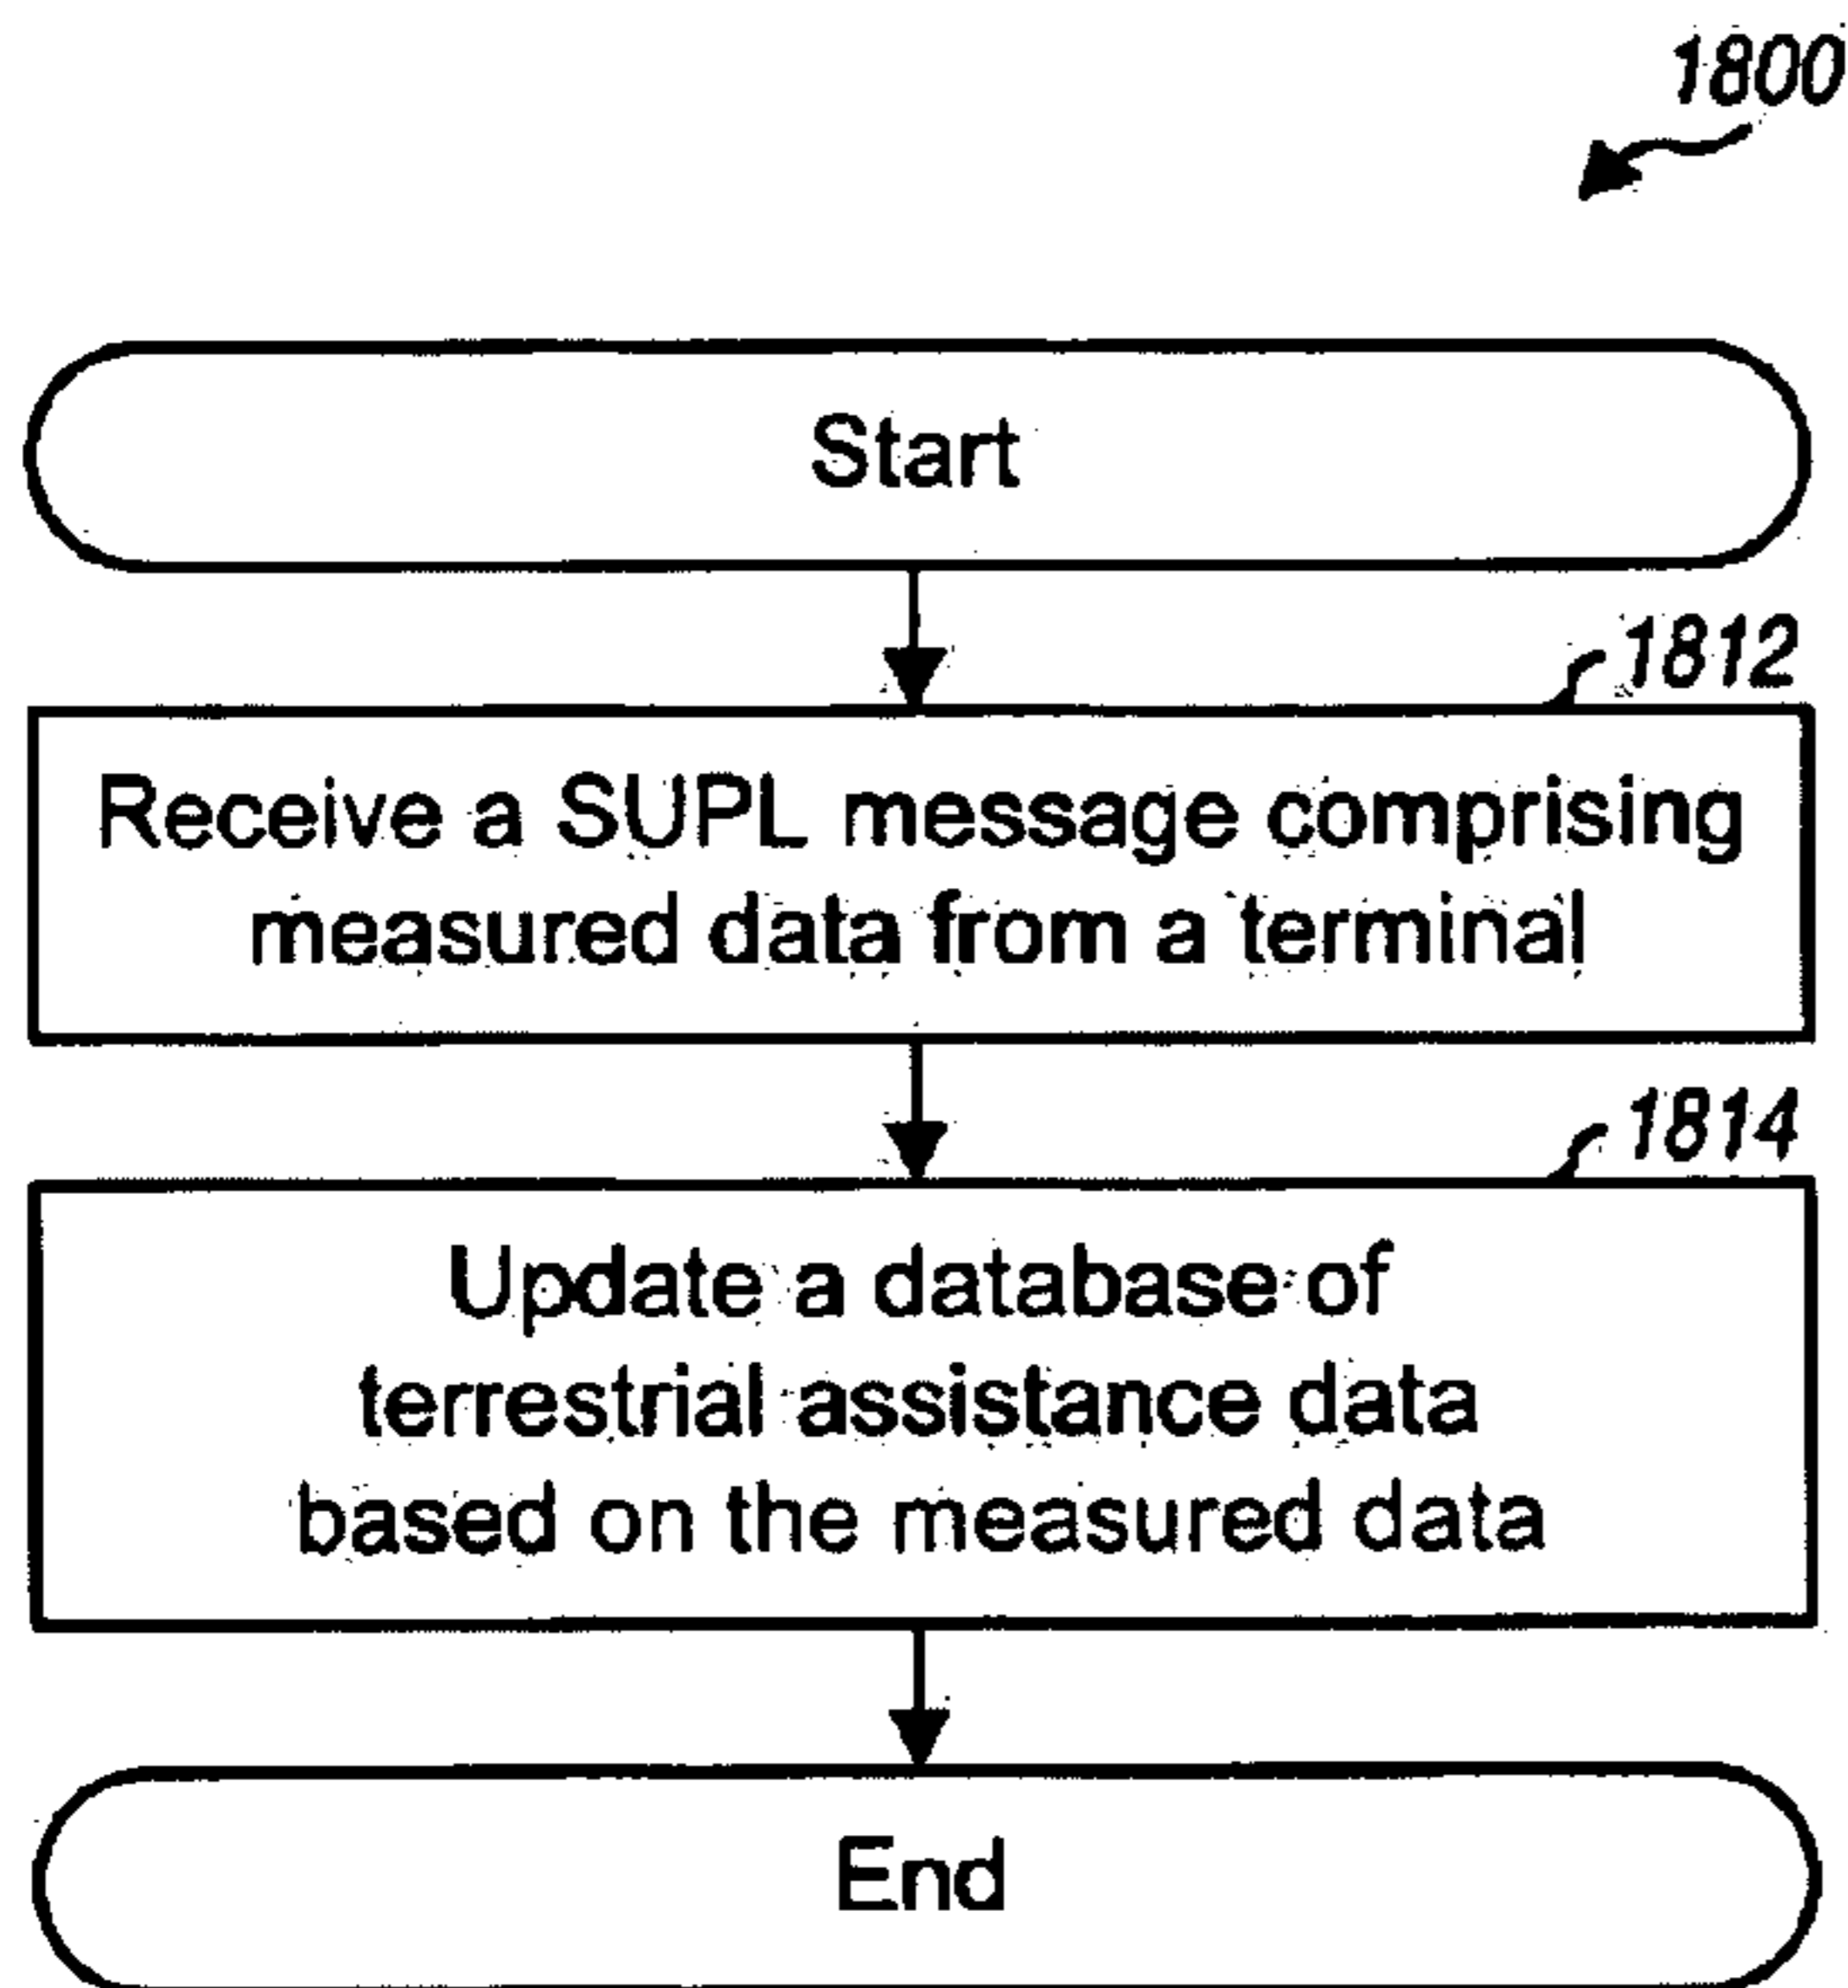 1800
Start
1812
Receive a SUPL message comprising
measured data from a terminal
1814
Update a database of
terrestrial assistance data
based on the measured data
End